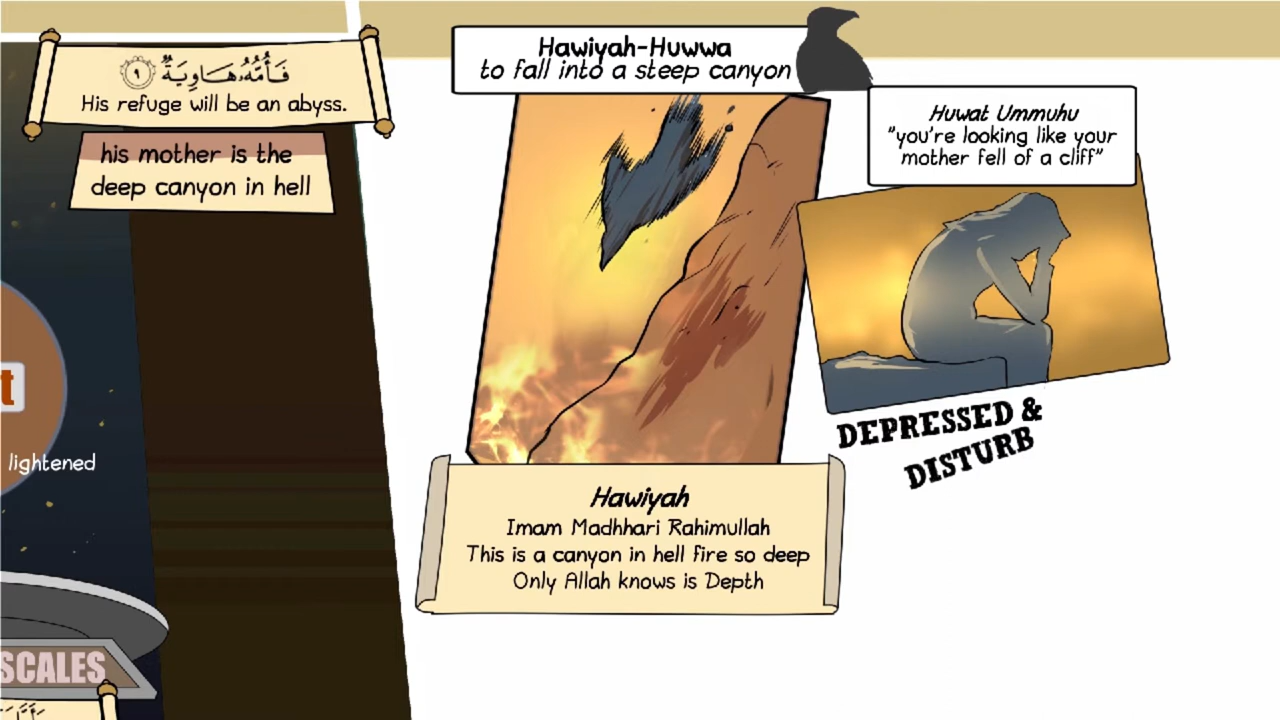 فَأُمُّهُۥ هَاوِيَةٌ ٩
His refuge will be an abyss.
his mother is the
deep canyon in hell
Hawiyah-Huwwa
to fall into a steep canyon
Huwat Ummuhu
"you're looking like your
mother fell of a cliff"
DEPRESSED &
DISTURB
t
lightened
Hawiyah
Imam Madhhari Rahimullah
This is a canyon in hell fire so deep
Only Allah knows is Depth
SCALES